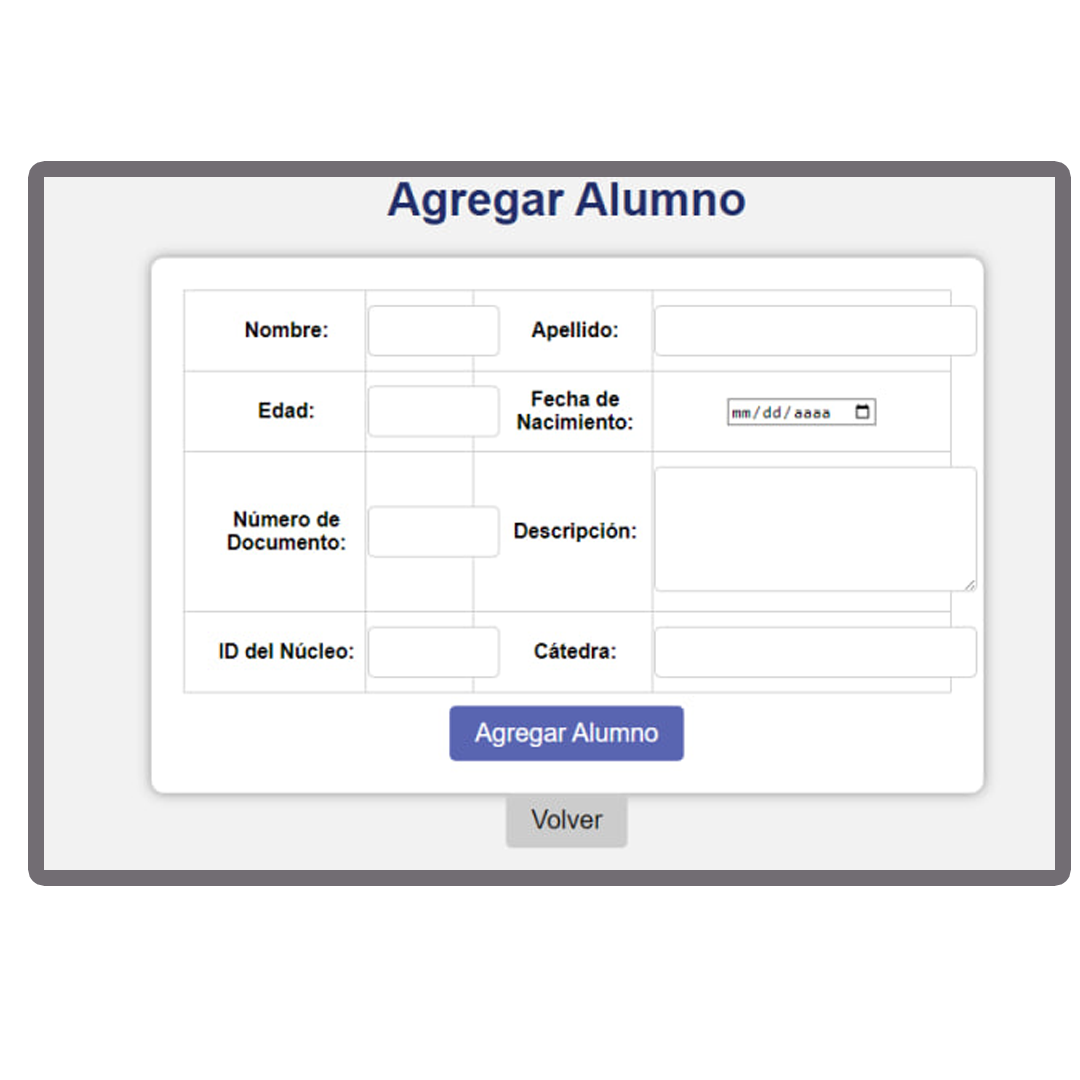 Agregar Alumno
Nombre:
Apellido:
Edad:
Fecha de
Nacimiento:
mm/dd/aaaa
Número de
Documento:
Descripción:
ID del Núcleo:
Cátedra:
Agregar Alumno
Volver